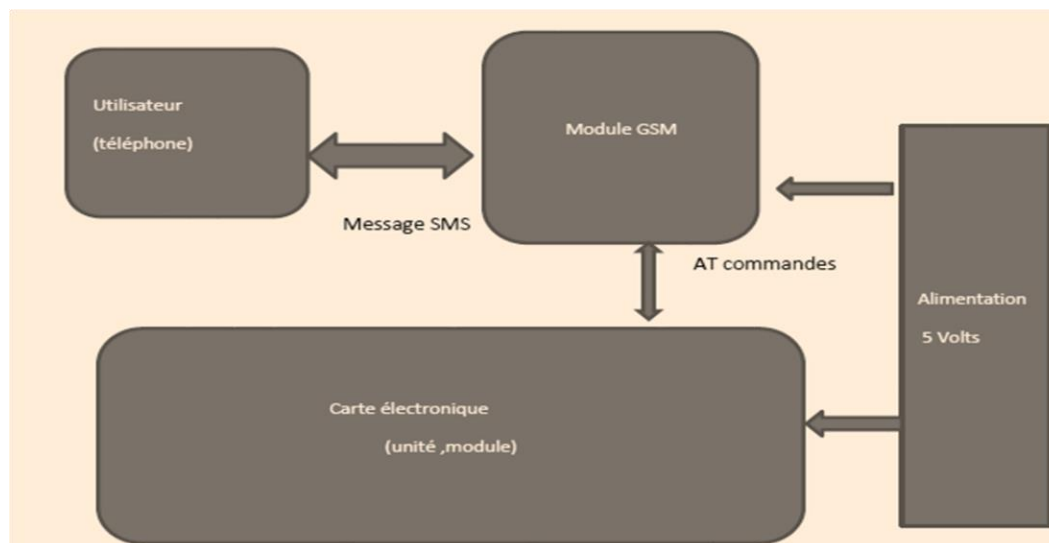 Utilisateur
(téléphone)
Module GSM
Message SMS
AT commandes
Alimentation
5 Volts
Carte électronique
(unité ,module)